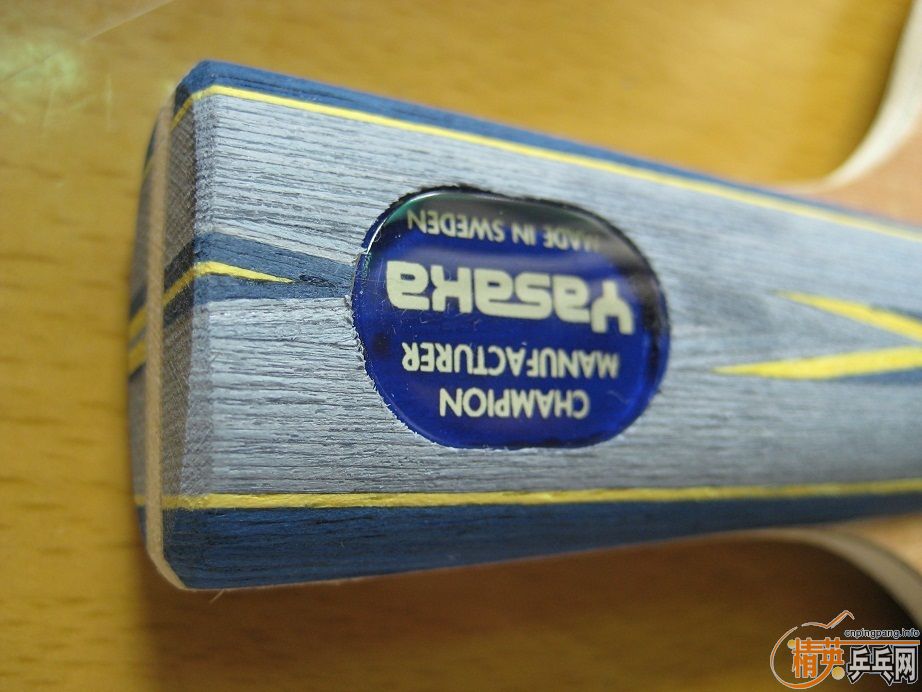 CHAMPION
MANUFACTURER
Yasaka
MADE IN SWEDEN
cnpingpang.info
精英乒乓网